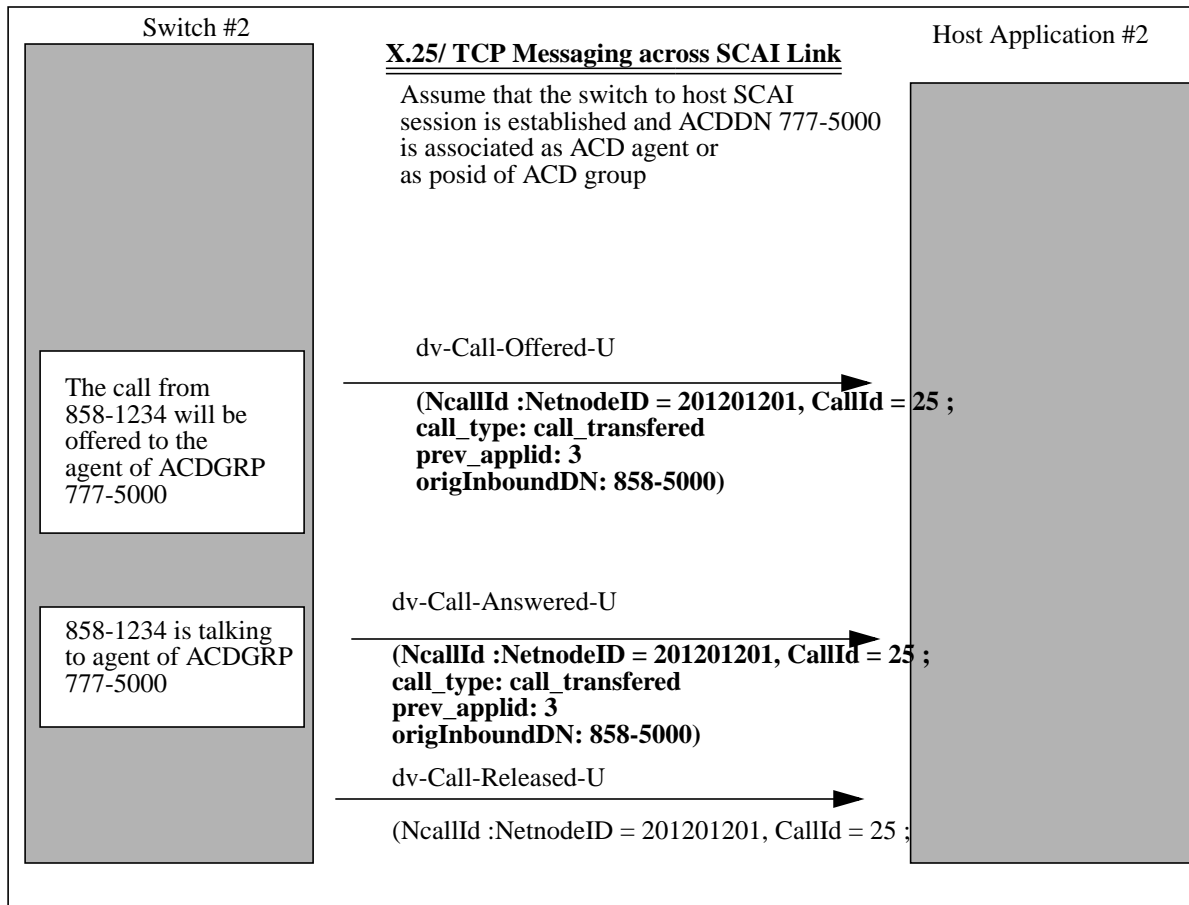 Switch #2
Host Application #2
X.25/ TCP Messaging across SCAI Link
Assume that the switch to host SCAI
session is established and ACDDN 777-5000
is associated as ACD agent or
as posid of ACD group
dv-Call-Offered-U
The call from
858-1234 will be
offered to the
agent of ACDGRP
777-5000
(NcallId :NetnodeID = 201201201, CallId = 25 ;
call_type: call_transfered
prev_applid: 3
origInboundDN: 858-5000)
dv-Call-Answered-U
858-1234 is talking
to agent of ACDGRP
777-5000
(NcallId :NetnodeID = 201201201, CallId = 25 ;
call_type: call_transfered
prev_applid: 3
origInboundDN: 858-5000)
dv-Call-Released-U
(NcallId :NetnodeID = 201201201, CallId = 25 ;